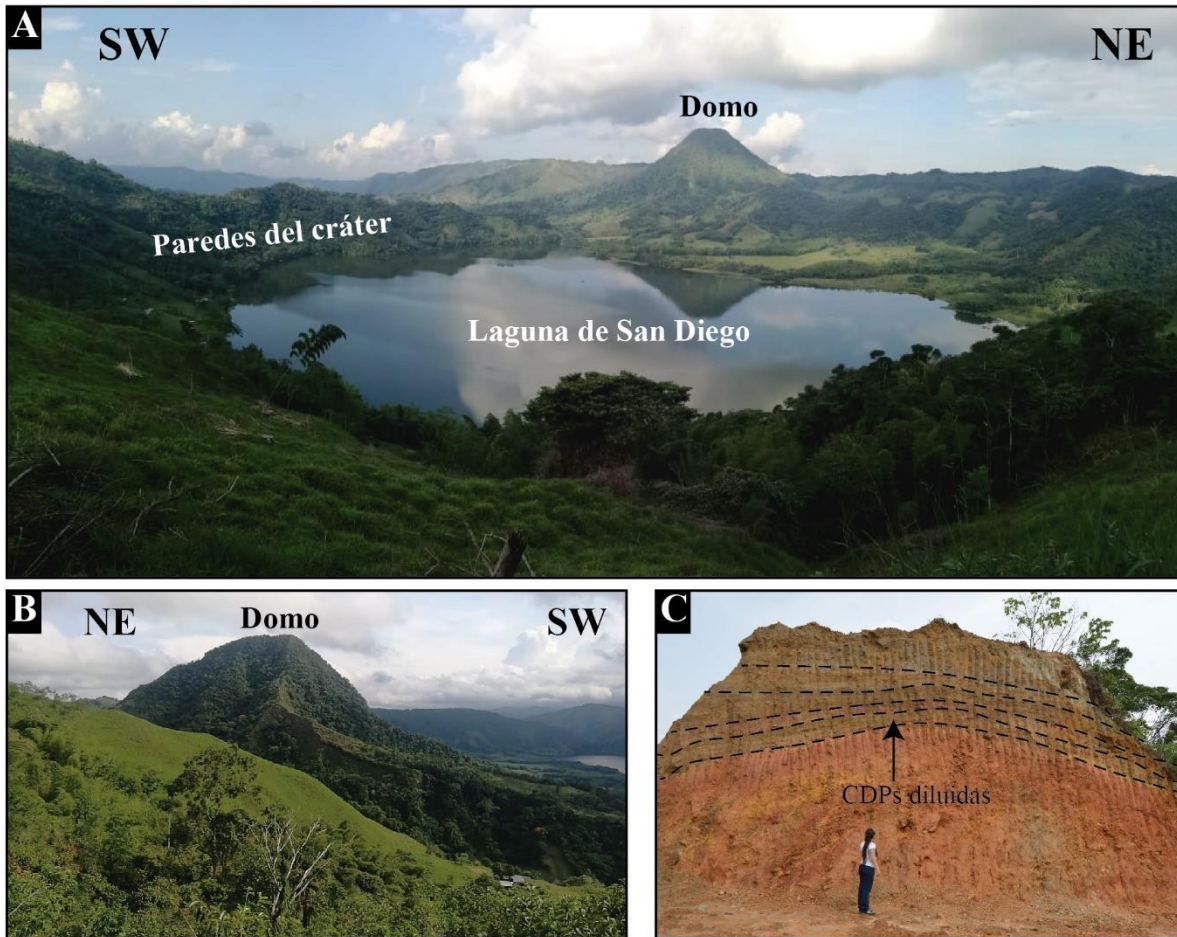 A
SW
NE
Domo
Paredes del cráter
Laguna de San Diego
B
NE
Domo
SW
C
CDPs diluidas